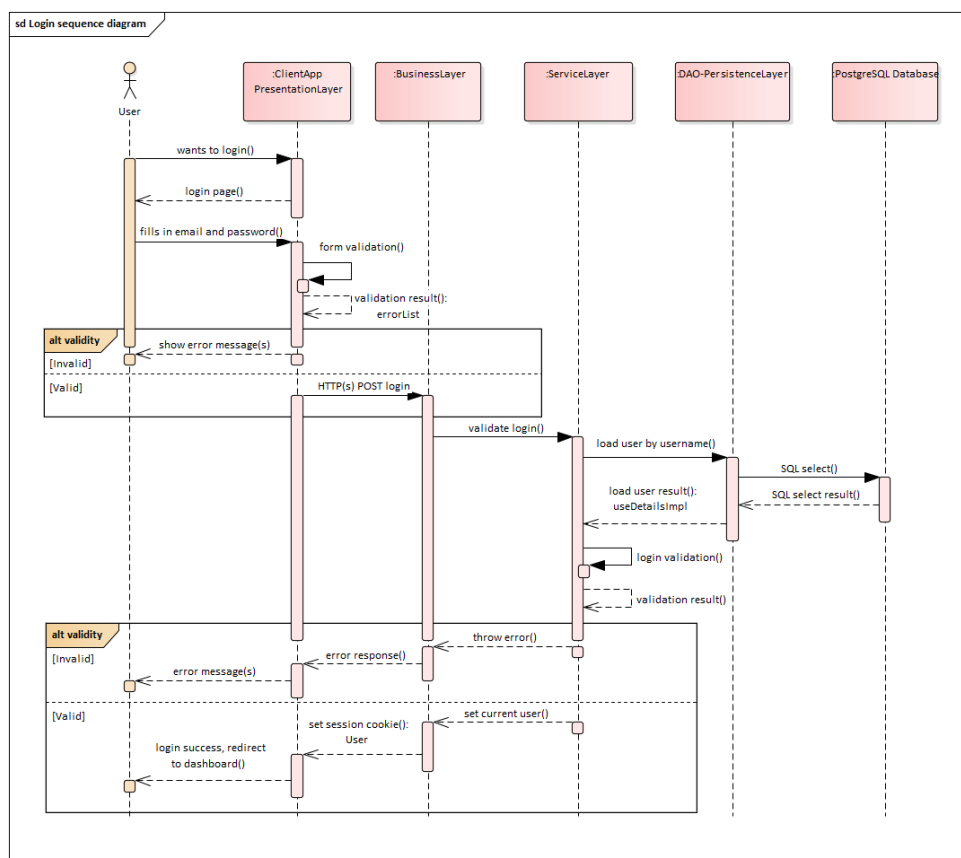 sd Login sequence diagram
:ClientApp
PresentationLayer
:BusinessLayer
:ServiceLayer
:DAO-PersistenceLayer
:PostgreSQL Database
User
wants to login()
login page()
fills in email and password()
form validation()
validation result():
errorList
alt validity
show error message(s)
[Invalid]
[Valid]
HTTP(s) POST login
validate login()
load user by username()
SQL select()
load user result():
useDetailsImpl
SQL select result()
login validation()
validation result()
alt validity
throw error()
[Invalid]
error response()
error message(s)
[Valid]
set current user()
set session cookie():
User
login success, redirect
to dashboard()